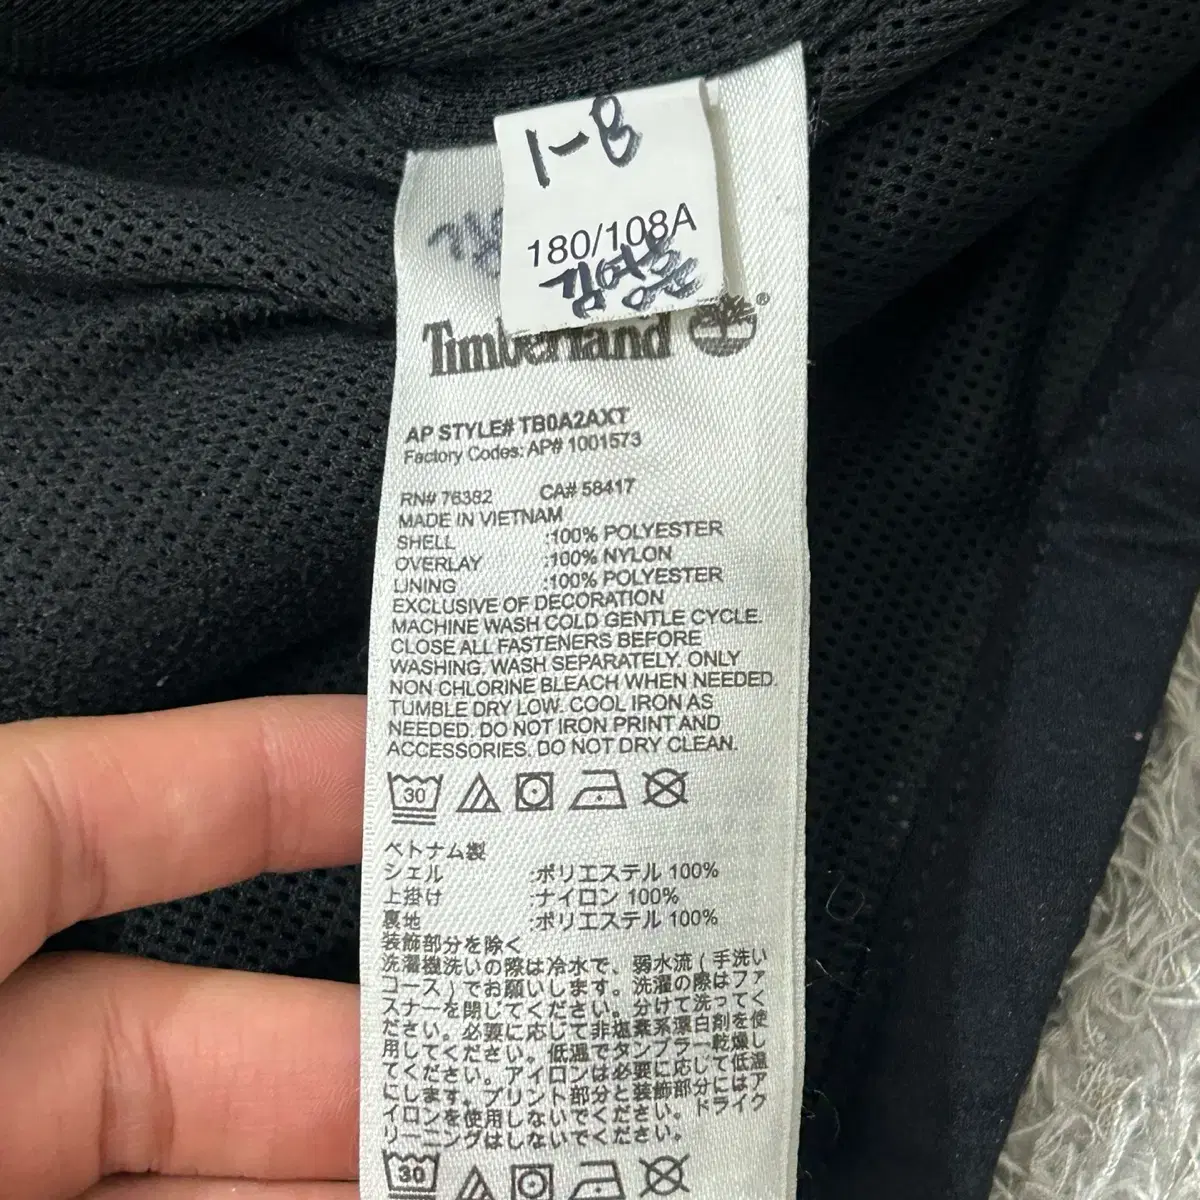 1-B
180/108A
김영훈
Timberland ®
AP STYLE# TB0A2AXT
Factory Codes: AP# 1001573
RN# 76382 CA# 58417
MADE IN VIETNAM
SHELL :100% POLYESTER
OVERLAY :100% NYLON
LINING :100% POLYESTER
EXCLUSIVE OF DECORATION
MACHINE WASH COLD GENTLE CYCLE.
CLOSE ALL FASTENERS BEFORE
WASHING. WASH SEPARATELY. ONLY
NON CHLORINE BLEACH WHEN NEEDED.
TUMBLE DRY LOW. COOL IRON AS
NEEDED. DO NOT IRON PRINT AND
ACCESSORIES. DO NOT DRY CLEAN.
30
ベトナム製
シェル :ポリエステル 100%
上掛け :ナイロン 100%
裏地 :ポリエステル 100%
装飾部分を除く
洗濯機洗いの際は冷水で、弱水流(手洗い
コース)でお願いします。洗濯の際はファ
スナーを閉してください。分けて洗ってく
ださい。必要に応じて非塩素系漂白剤を使
用してください。低温でタンブラー乾燥し
てください。アイロンは必要に応じて低温
にします。プリント部分と装飾部分にはア
イロンを使用しないでください。ドライク
リーニングはしないでください。
30